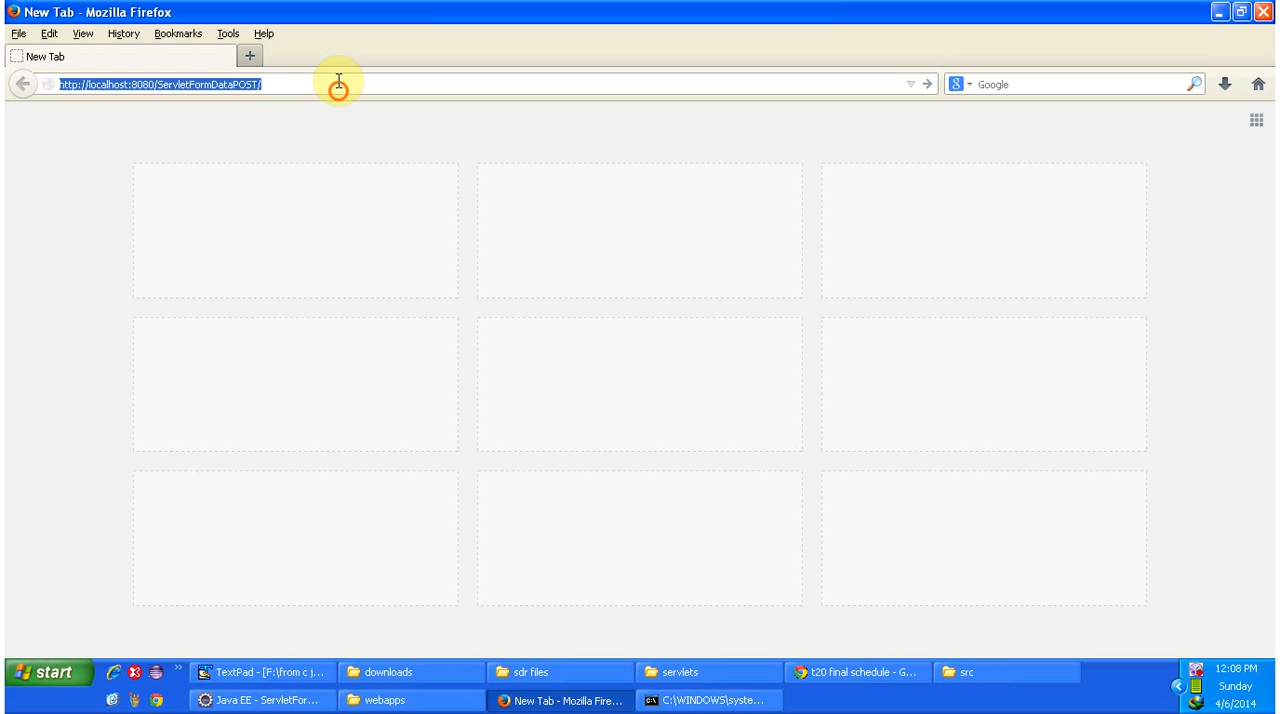 New Tab - Mozilla Firefox
File Edit View History Bookmarks Tools Help
New Tab +
http://localhost:8080/ServletFormDataPOST/ 8 Google
start TextPad - [F:\from c j... downloads sdr files servlets t20 final schedule - G... src 12:08 PM
Sunday
Java EE - ServletFor... webapps New Tab - Mozilla Fire... C:\WINDOWS\syste... 4/6/2014